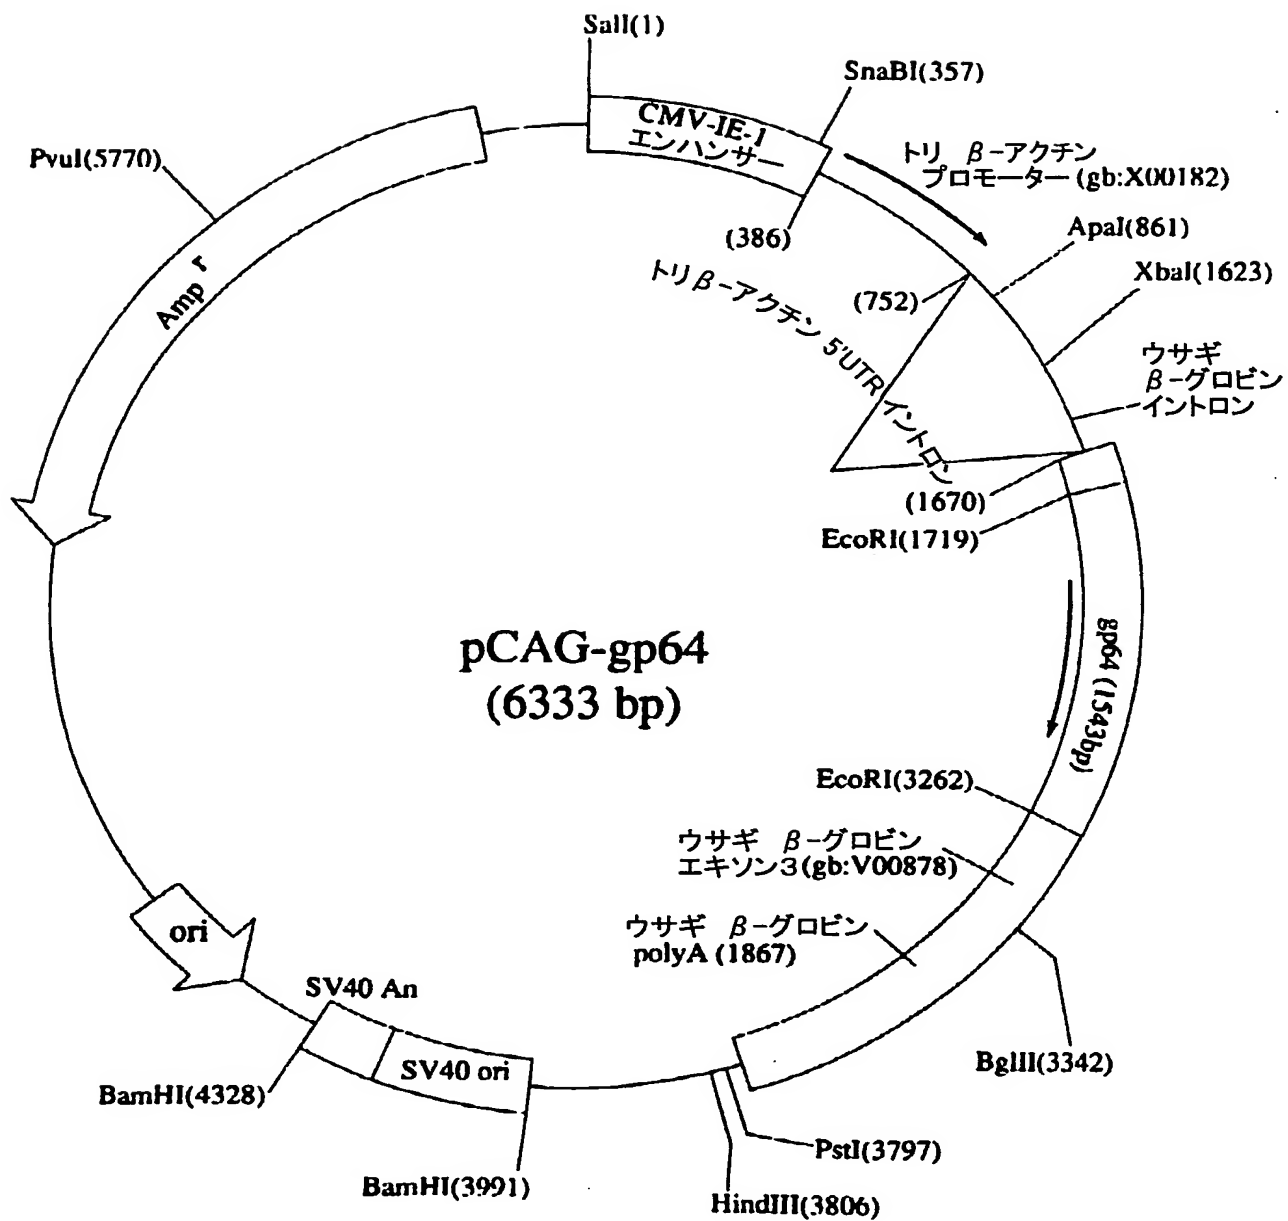 SalI(1)
SnaBI(357)
CMV-IE-1
エンハンサー
トリ β-アクチン
プロモーター (gb:X00182)
PvuI(5770)
ApaI(861)
(386)
XbaI(1623)
トリβ-アクチン 5'UTR イントロン
(752)
Amp r
ウサギ
β-グロビン
イントロン
(1670)
EcoRI(1719)
pCAG-gp64
(6333 bp)
gp64 (1543bp)
EcoRI(3262)
ウサギ β-グロビン
エキソン3(gb:V00878)
ウサギ β-グロビン
polyA (1867)
ori
SV40 An
SV40 ori
BglII(3342)
BamHI(4328)
PstI(3797)
BamHI(3991)
HindIII(3806)